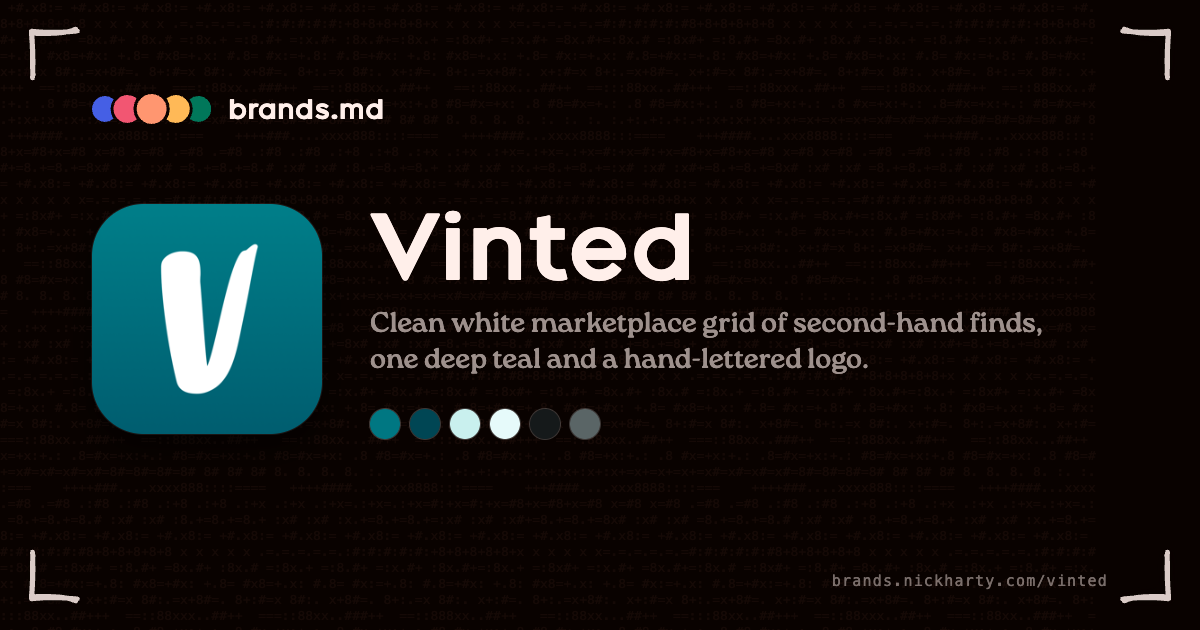 brands.md
V
Vinted
Clean white marketplace grid of second-hand finds,
one deep teal and a hand-lettered logo.
brands.nickharty.com/vinted